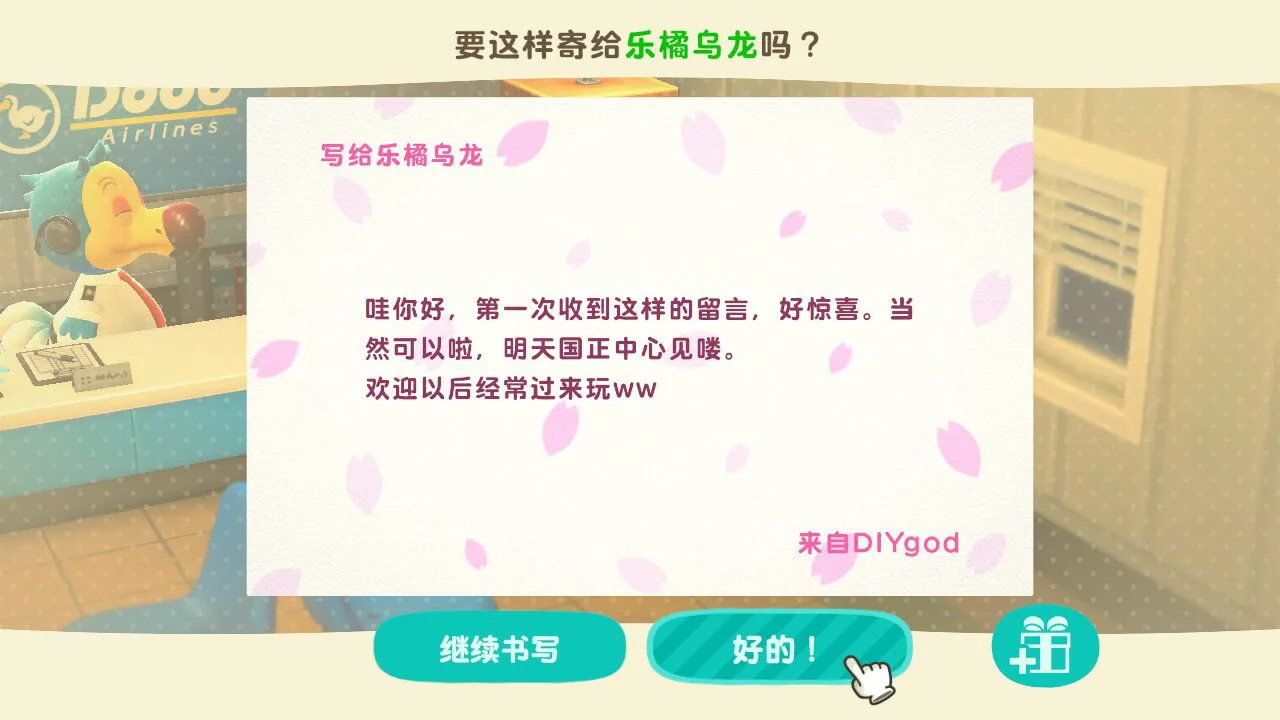 要这样寄给乐橘乌龙吗？
Airlines
写给乐橘乌龙
哇你好，第一次收到这样的留言，好惊喜。当
然可以啦，明天国正中心见喽。
欢迎以后经常过来玩ww
来自DIYgod
继续书写
好的！